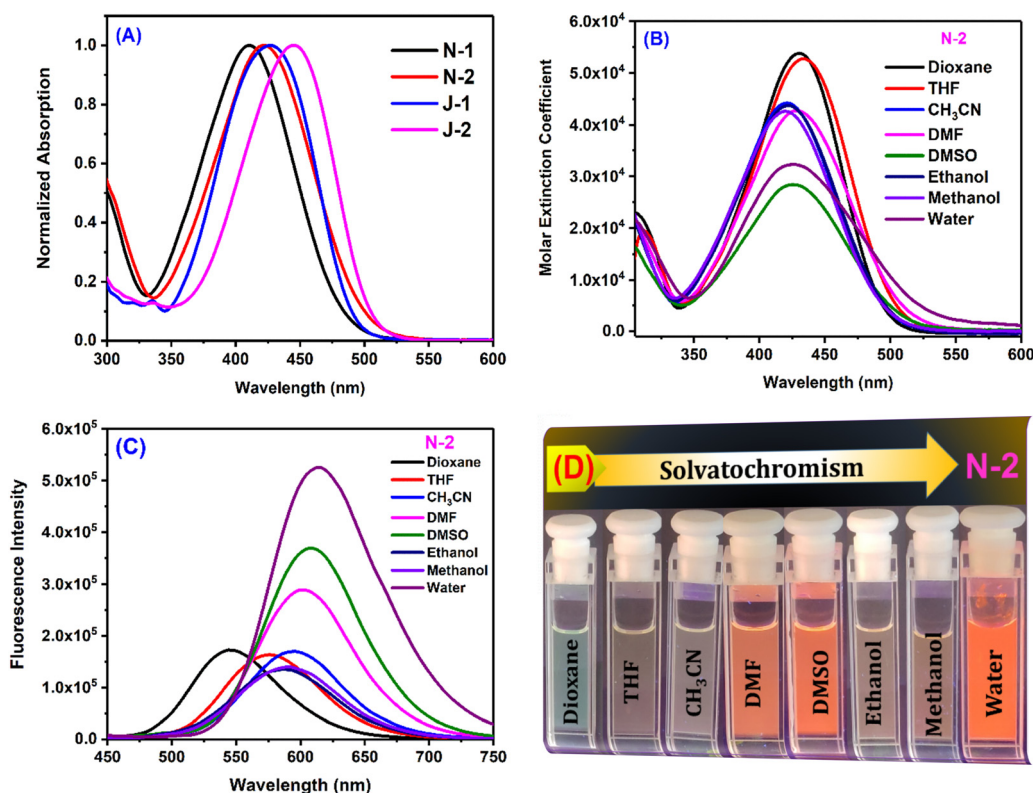 (A)
N-1
N-2
J-1
J-2
Normalized Absorption
1.0
0.8
0.6
0.4
0.2
0.0
300 350 400 450 500 550 600
Wavelength (nm)
(B)
N-2
Dioxane
THF
CH₃CN
DMF
DMSO
Ethanol
Methanol
Water
Molar Extinction Coefficient
6.0x10⁴
5.0x10⁴
4.0x10⁴
3.0x10⁴
2.0x10⁴
1.0x10⁴
0.0
350 400 450 500 550 600
Wavelength (nm)
(C)
N-2
Dioxane
THF
CH₃CN
DMF
DMSO
Ethanol
Methanol
Water
Fluorescence Intensity
6.0x10⁵
5.0x10⁵
4.0x10⁵
3.0x10⁵
2.0x10⁵
1.0x10⁵
0.0
450 500 550 600 650 700 750
Wavelength (nm)
(D) Solvatochromism N-2
Dioxane
THF
CH₃CN
DMF
DMSO
Ethanol
Methanol
Water